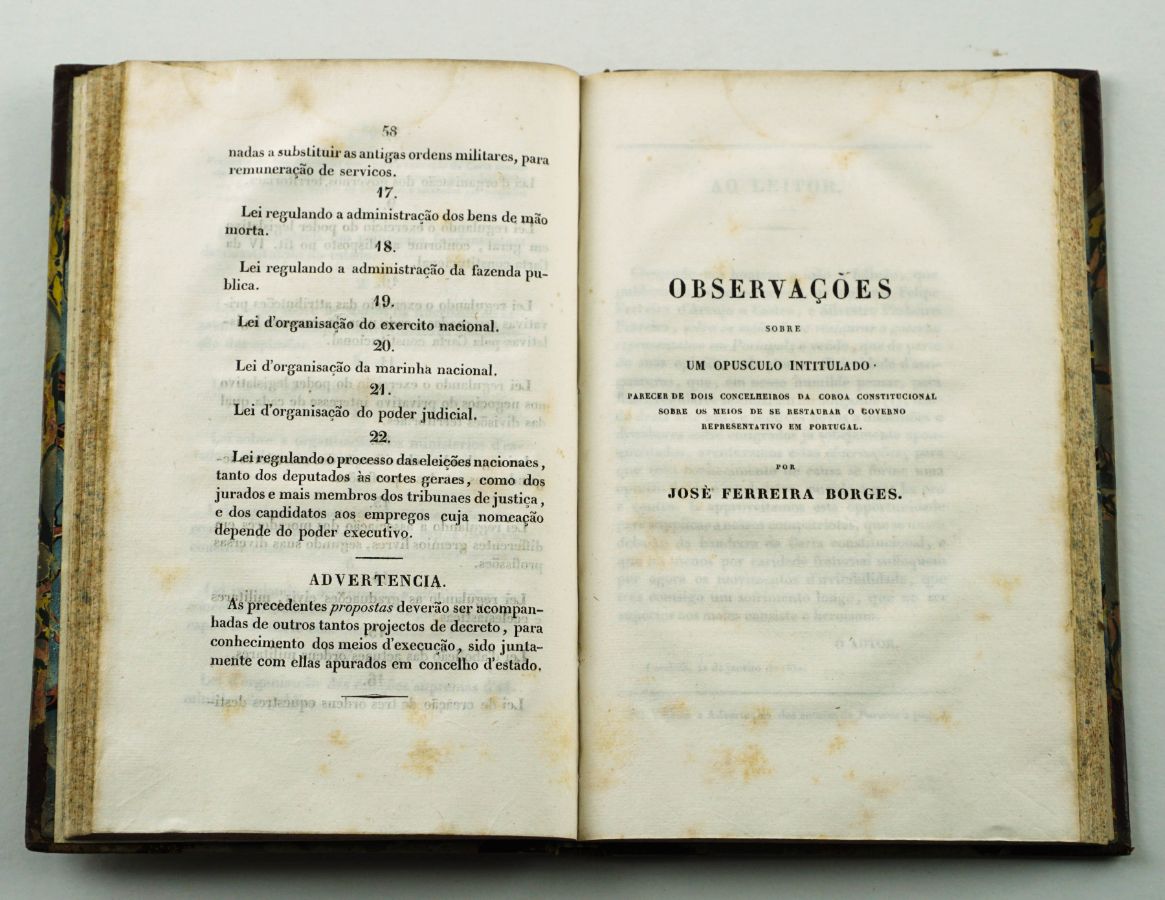 58
nadas a substituir as antigas ordens militares, para
remuneração de servicos.
17.
Lei regulando a administração dos bens de mão
morta.
18.
Lei regulando a administração da fazenda pu-
blica.
19.
Lei d'organisação do exercito nacional.
20.
Lei d'organisação da marinha nacional.
21.
Lei d'organisação do poder judicial.
22.
Lei regulando o processo das eleições nacionaes,
tanto dos deputados às cortes geraes, como dos
jurados e mais membros dos tribunaes de justiça,
e dos candidatos aos empregos cuja nomeação
depende do poder executivo.
ADVERTENCIA.
As precedentes propostas deverão ser acompan-
hadas de outros tantos projectos de decreto, para
conhecimento dos meios d'execução, sido junta-
mente com ellas apurados em concelho d'estado.
OBSERVAÇÕES
SOBRE
UM OPUSCULO INTITULADO
PARECER DE DOIS CONCELHEIROS DA COROA CONSTITUCIONAL
SOBRE OS MEIOS DE SE RESTAURAR O GOVERNO
REPRESENTATIVO EM PORTUGAL.
POR
JOSÈ FERREIRA BORGES.